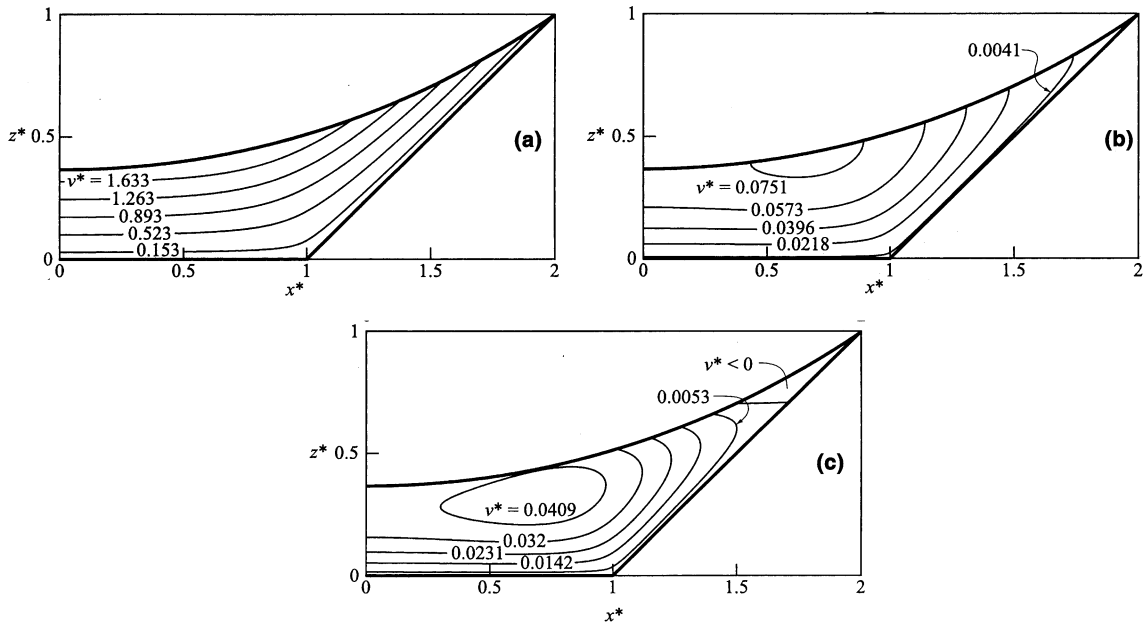 1
z* 0.5
0
v* = 1.633
1.263
0.893
0.523
0.153
(a)
0 0.5 1 1.5 2
x*
1
z* 0.5
0
0.0041
v* = 0.0751
0.0573
0.0396
0.0218
(b)
0 0.5 1 1.5 2
x*
1
z* 0.5
0
v* < 0
0.0053
v* = 0.0409
0.032
0.0231
0.0142
(c)
0 0.5 1 1.5 2
x*